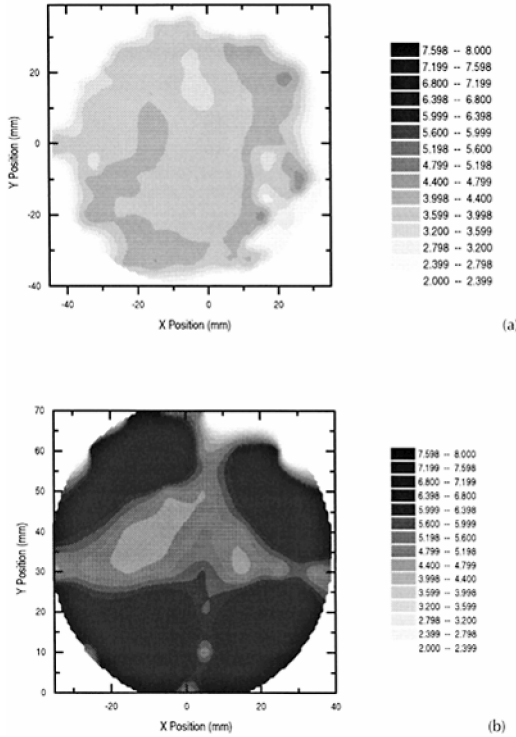 40
20
0
-20
-40
Y Position (mm)
-40 -20 0 20
X Position (mm)
7.598 -- 8.000
7.199 -- 7.598
6.800 -- 7.199
6.398 -- 6.800
5.999 -- 6.398
5.600 -- 5.999
5.198 -- 5.600
4.799 -- 5.198
4.400 -- 4.799
3.998 -- 4.400
3.599 -- 3.998
3.200 -- 3.599
2.798 -- 3.200
2.399 -- 2.798
2.000 -- 2.399
(a)
70
60
50
40
30
20
10
0
Y Position (mm)
-20 0 20 40
X Position (mm)
7.598 -- 8.000
7.199 -- 7.598
6.800 -- 7.199
6.398 -- 6.800
5.999 -- 6.398
5.600 -- 5.999
5.198 -- 5.600
4.799 -- 5.198
4.400 -- 4.799
3.998 -- 4.400
3.599 -- 3.998
3.200 -- 3.599
2.798 -- 3.200
2.399 -- 2.798
2.000 -- 2.399
(b)